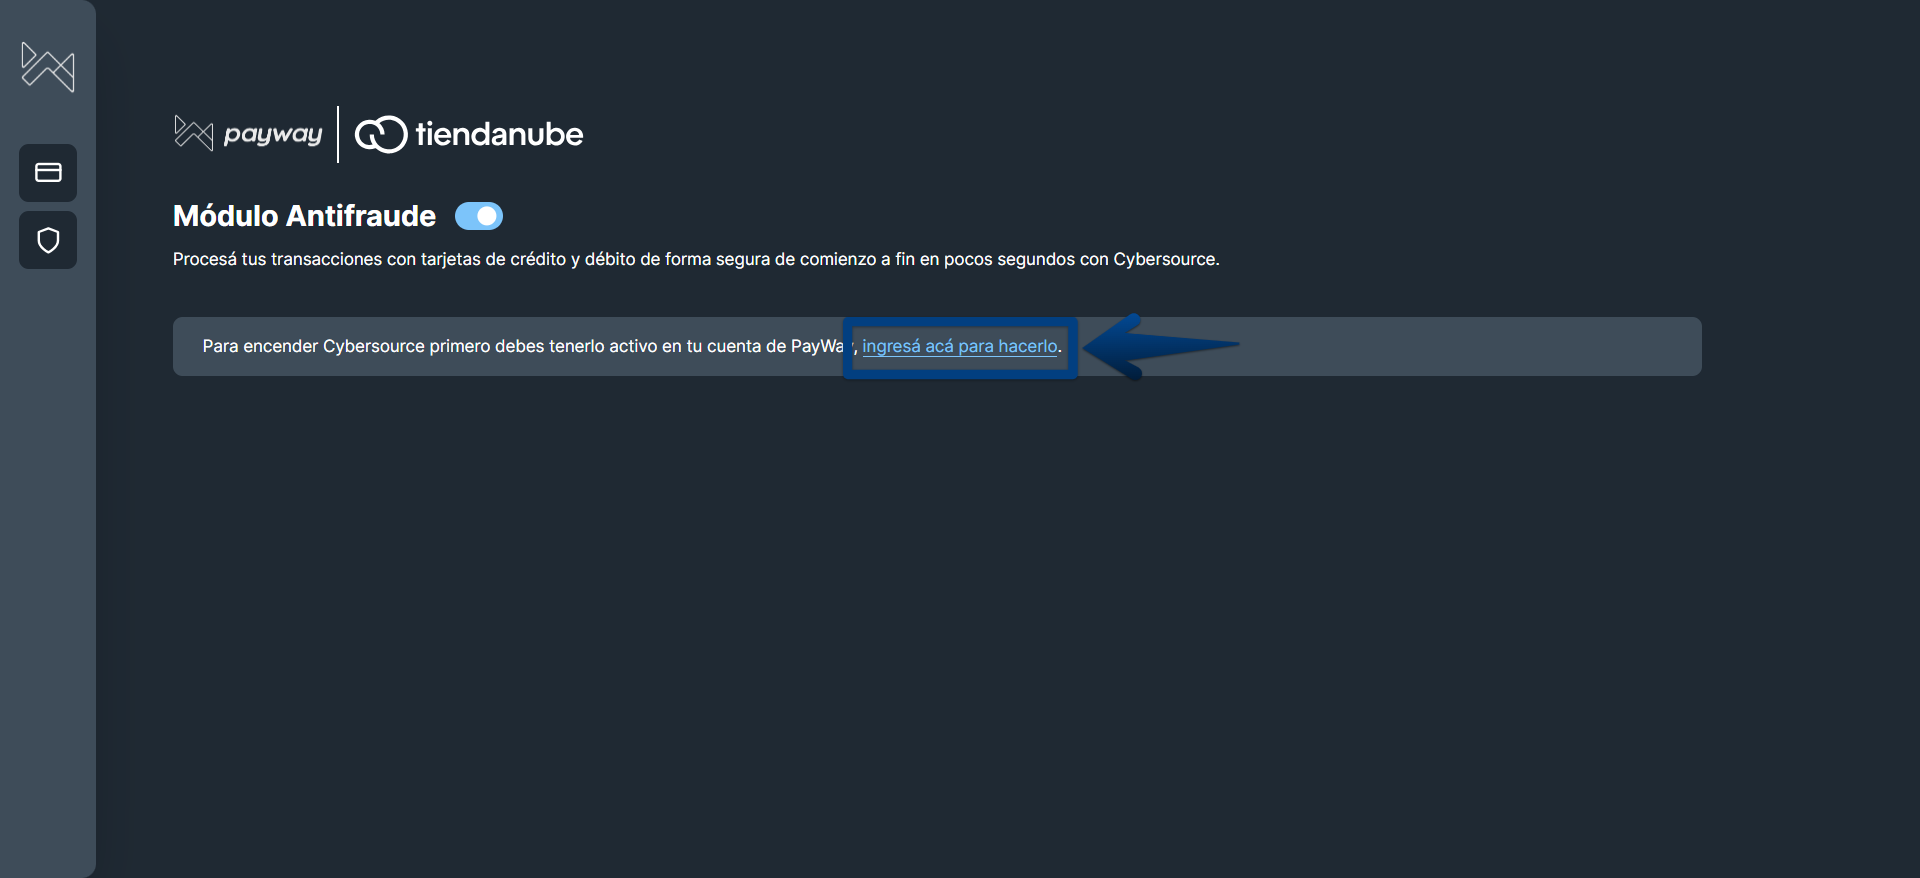 payway
tiendanube
Módulo Antifraude
Procesá tus transacciones con tarjetas de crédito y débito de forma segura de comienzo a fin en pocos segundos con Cybersource.
Para encender Cybersource primero debes tenerlo activo en tu cuenta de PayWay, ingresá acá para hacerlo.